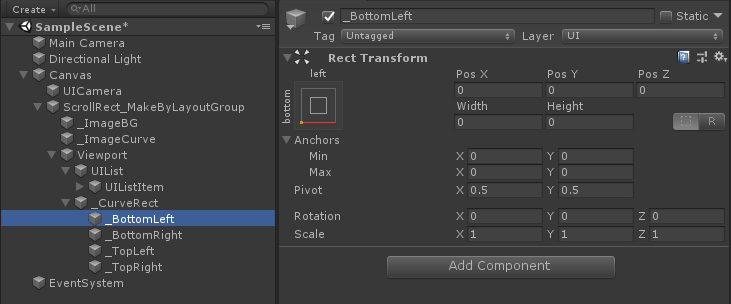 Create All
SampleScene*
Main Camera
Directional Light
Canvas
UICamera
ScrollRect_MakeByLayoutGroup
_ImageBG
_ImageCurve
Viewport
UIList
UIListItem
_CurveRect
_BottomLeft
_BottomRight
_TopLeft
_TopRight
EventSystem
_BottomLeft Static
Tag Untagged Layer UI
Rect Transform
left
bottom
Pos X Pos Y Pos Z
0 0 0
Width Height
0 0 R
Anchors
Min X 0 Y 0
Max X 0 Y 0
Pivot X 0.5 Y 0.5
Rotation X 0 Y 0 Z 0
Scale X 1 Y 1 Z 1
Add Component